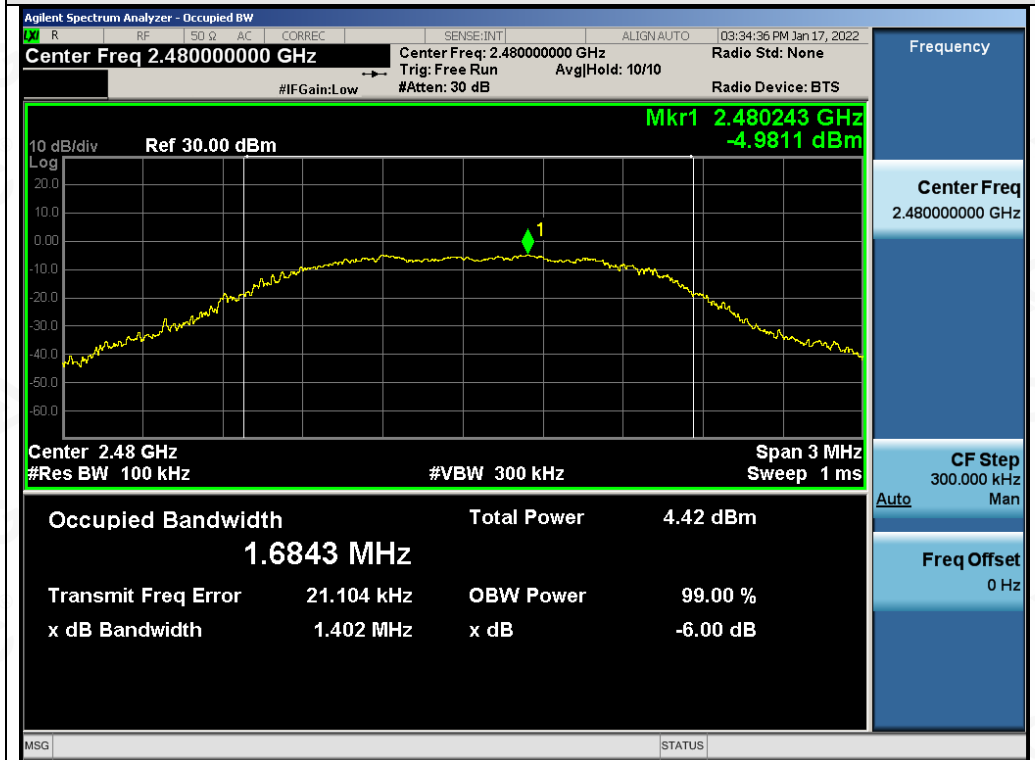 Agilent Spectrum Analyzer - Occupied BW
LXI R RF 50 Ω AC CORREC SENSE:INT ALIGN AUTO 03:34:36 PM Jan 17, 2022
Center Freq 2.480000000 GHz
Center Freq: 2.480000000 GHz Radio Std: None
Trig: Free Run Avg|Hold: 10/10
#IFGain:Low #Atten: 30 dB Radio Device: BTS
Mkr1 2.480243 GHz
-4.9811 dBm
10 dB/div Ref 30.00 dBm
Log
20.0
10.0
0.00
-10.0
-20.0
-30.0
-40.0
-50.0
-60.0
1
Center 2.48 GHz Span 3 MHz
#Res BW 100 kHz #VBW 300 kHz Sweep 1 ms
Occupied Bandwidth Total Power 4.42 dBm
1.6843 MHz
Transmit Freq Error 21.104 kHz OBW Power 99.00 %
x dB Bandwidth 1.402 MHz x dB -6.00 dB
MSG STATUS
Frequency
Center Freq
2.480000000 GHz
CF Step
300.000 kHz
Auto Man
Freq Offset
0 Hz